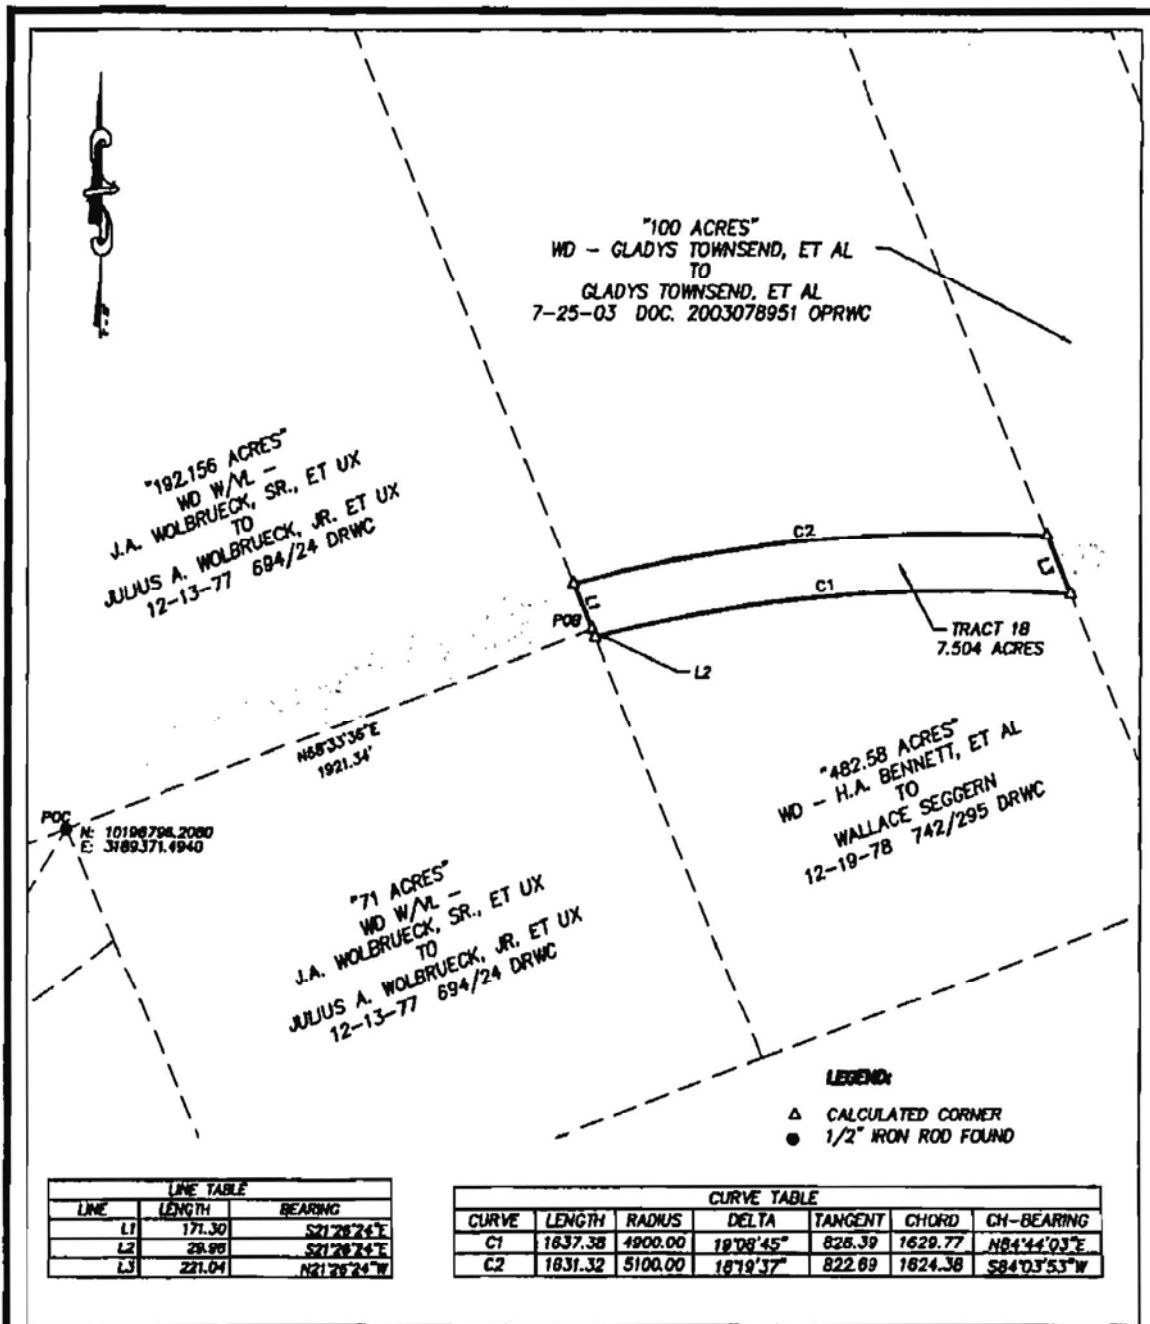 "100 ACRES"
WD - GLADYS TOWNSEND, ET AL
TO
GLADYS TOWNSEND, ET AL
7-25-03 DOC. 2003078951 OPRWC
"192.156 ACRES"
WD W/VL -
J.A. WOLBRUECK, SR., ET UX
TO
JULIUS A. WOLBRUECK, JR. ET UX
12-13-77 694/24 DRWC
C2
L3
L1
C1
POB
TRACT 18
7.504 ACRES
L2
N68°33'36"E
1921.34'
"482.58 ACRES"
WD - H.A. BENNETT, ET AL
TO
WALLACE SEGGERN
12-19-78 742/295 DRWC
POC
N: 10198796.2080
E: 3189371.4940
"71 ACRES"
WD W/VL -
J.A. WOLBRUECK, SR., ET UX
TO
JULIUS A. WOLBRUECK, JR. ET UX
12-13-77 694/24 DRWC
LEGEND:
CALCULATED CORNER
1/2" IRON ROD FOUND
LINE TABLE
LINE LENGTH BEARING
L1 171.30 S21°26'24"E
L2 29.96 S21°26'24"E
L3 221.04 N21°26'24"W
CURVE TABLE
CURVE LENGTH RADIUS DELTA TANGENT CHORD CH-BEARING
C1 1637.38 4900.00 19°08'45" 826.39 1629.77 N84°44'03"E
C2 1631.32 5100.00 18°19'37" 822.69 1624.38 S84°03'53"W